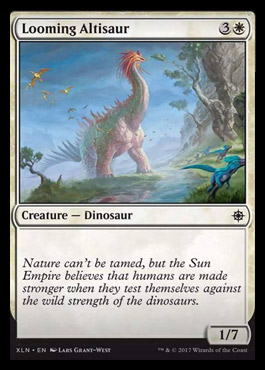 Looming Altisaur 3
Creature — Dinosaur
Nature can't be tamed, but the Sun
Empire believes that humans are made
stronger when they test themselves against
the wild strength of the dinosaurs.
1/7
XLN • EN Lars Grant-West
™ & © 2017 Wizards of the Coast